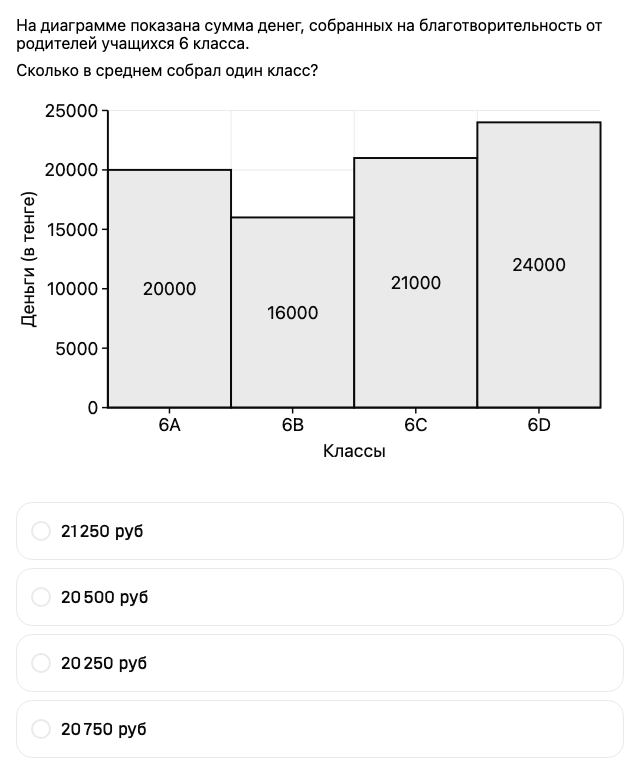 На диаграмме показана сумма денег, собранных на благотворительность от
родителей учащихся 6 класса.
Сколько в среднем собрал один класс?
25000
20000
15000
10000
5000
0
Деньги (в тенге)
20000
16000
21000
24000
6A
6B
6C
6D
Классы
21 250 руб
20 500 руб
20 250 руб
20 750 руб